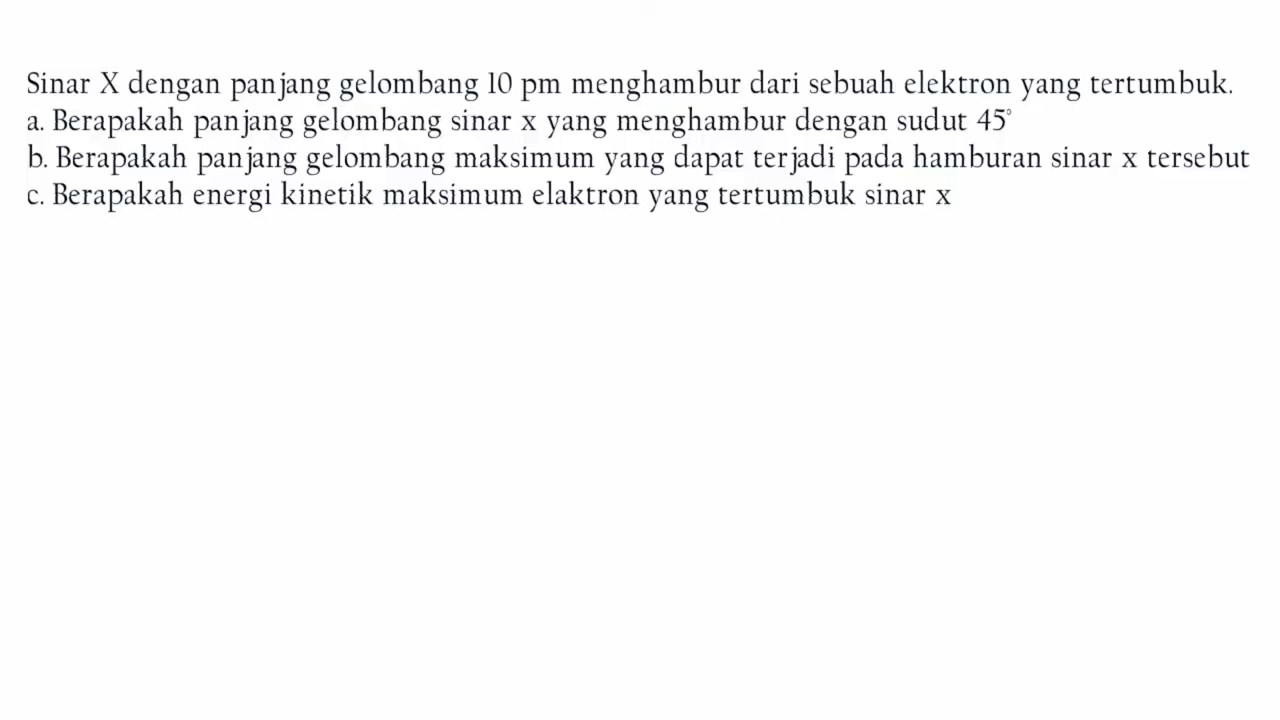 Sinar X dengan panjang gelombang 10 pm menghambur dari sebuah elektron yang tertumbuk.
a. Berapakah panjang gelombang sinar x yang menghambur dengan sudut 45°
b. Berapakah panjang gelombang maksimum yang dapat terjadi pada hamburan sinar x tersebut
c. Berapakah energi kinetik maksimum elaktron yang tertumbuk sinar x